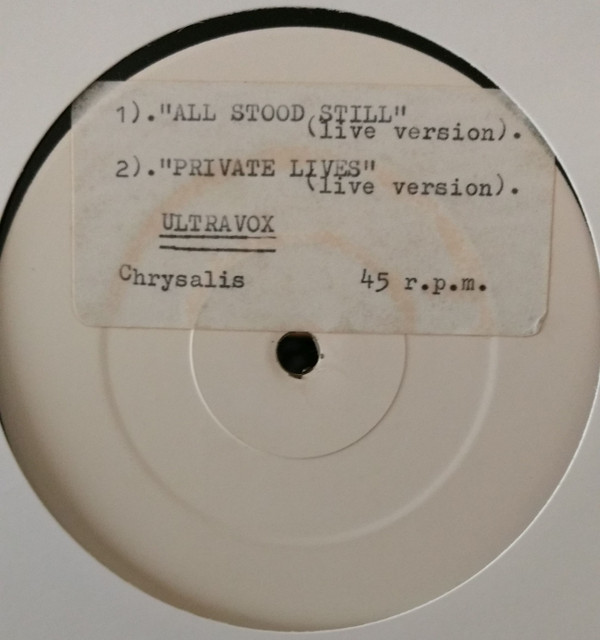 1)."ALL STOOD STILL"
(live version).
2)."PRIVATE LIVES"
(live version).
ULTRAVOX
Chrysalis 45 r.p.m.